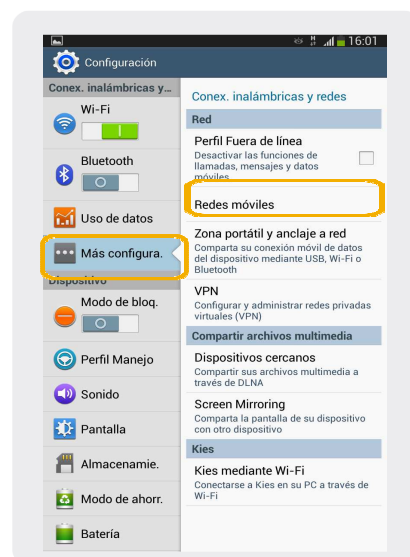 16:01
Configuración
Conex. inalámbricas y...
Wi-Fi
Bluetooth
Uso de datos
Más configura.
Dispositivo
Modo de bloq.
Perfil Manejo
Sonido
Pantalla
Almacenamie.
Modo de ahorr.
Batería
Conex. inalámbricas y redes
Red
Perfil Fuera de línea
Desactivar las funciones de
llamadas, mensajes y datos
móviles
Redes móviles
Zona portátil y anclaje a red
Comparta su conexión móvil de datos
del dispositivo mediante USB, Wi-Fi o
Bluetooth
VPN
Configurar y administrar redes privadas
virtuales (VPN)
Compartir archivos multimedia
Dispositivos cercanos
Compartir sus archivos multimedia a
través de DLNA
Screen Mirroring
Comparta la pantalla de su dispositivo
con otro dispositivo
Kies
Kies mediante Wi-Fi
Conectarse a Kies en su PC a través de
Wi-Fi